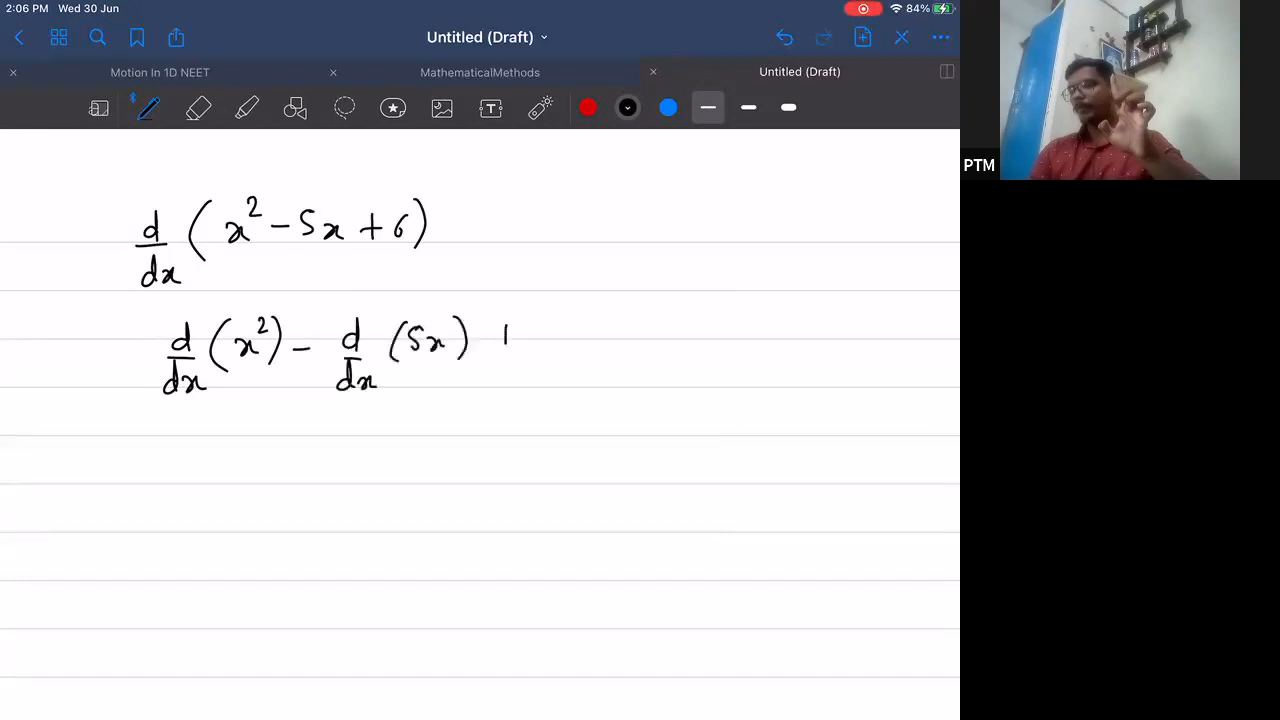 2:06 PM Wed 30 Jun
84%
Untitled (Draft)
Motion In 1D NEET
MathematicalMethods
Untitled (Draft)
T
PTM
d/dx (x² - 5x + 6)
d/dx (x²) - d/dx (5x)